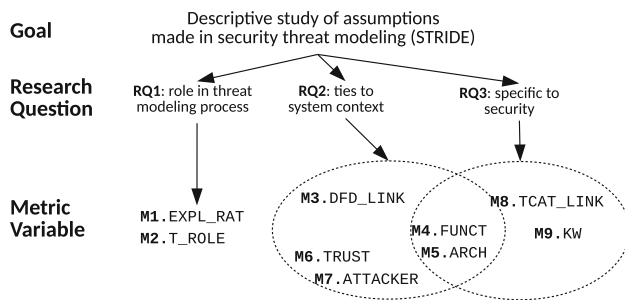 Goal
Descriptive study of assumptions
made in security threat modeling (STRIDE)
Research
Question
RQ1: role in threat
modeling process
RQ2: ties to
system context
RQ3: specific to
security
Metric
Variable
M1.EXPL_RAT
M2.T_ROLE
M3.DFD_LINK
M6.TRUST
M7.ATTACKER
M4.FUNCT
M5.ARCH
M8.TCAT_LINK
M9.KW